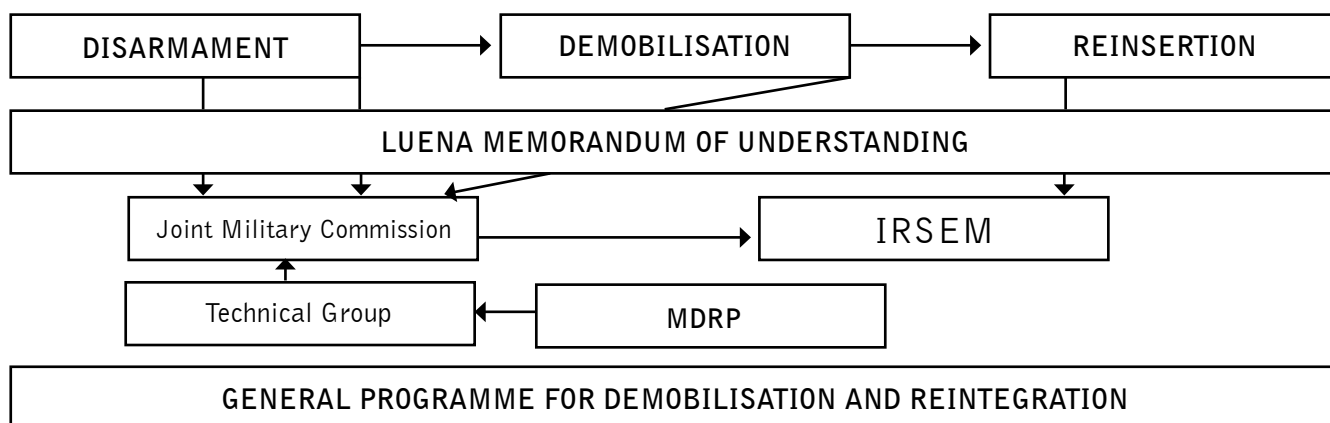 DISARMAMENT
DEMOBILISATION
REINSERTION
LUENA MEMORANDUM OF UNDERSTANDING
Joint Military Commission
IRSEM
Technical Group
MDRP
GENERAL PROGRAMME FOR DEMOBILISATION AND REINTEGRATION